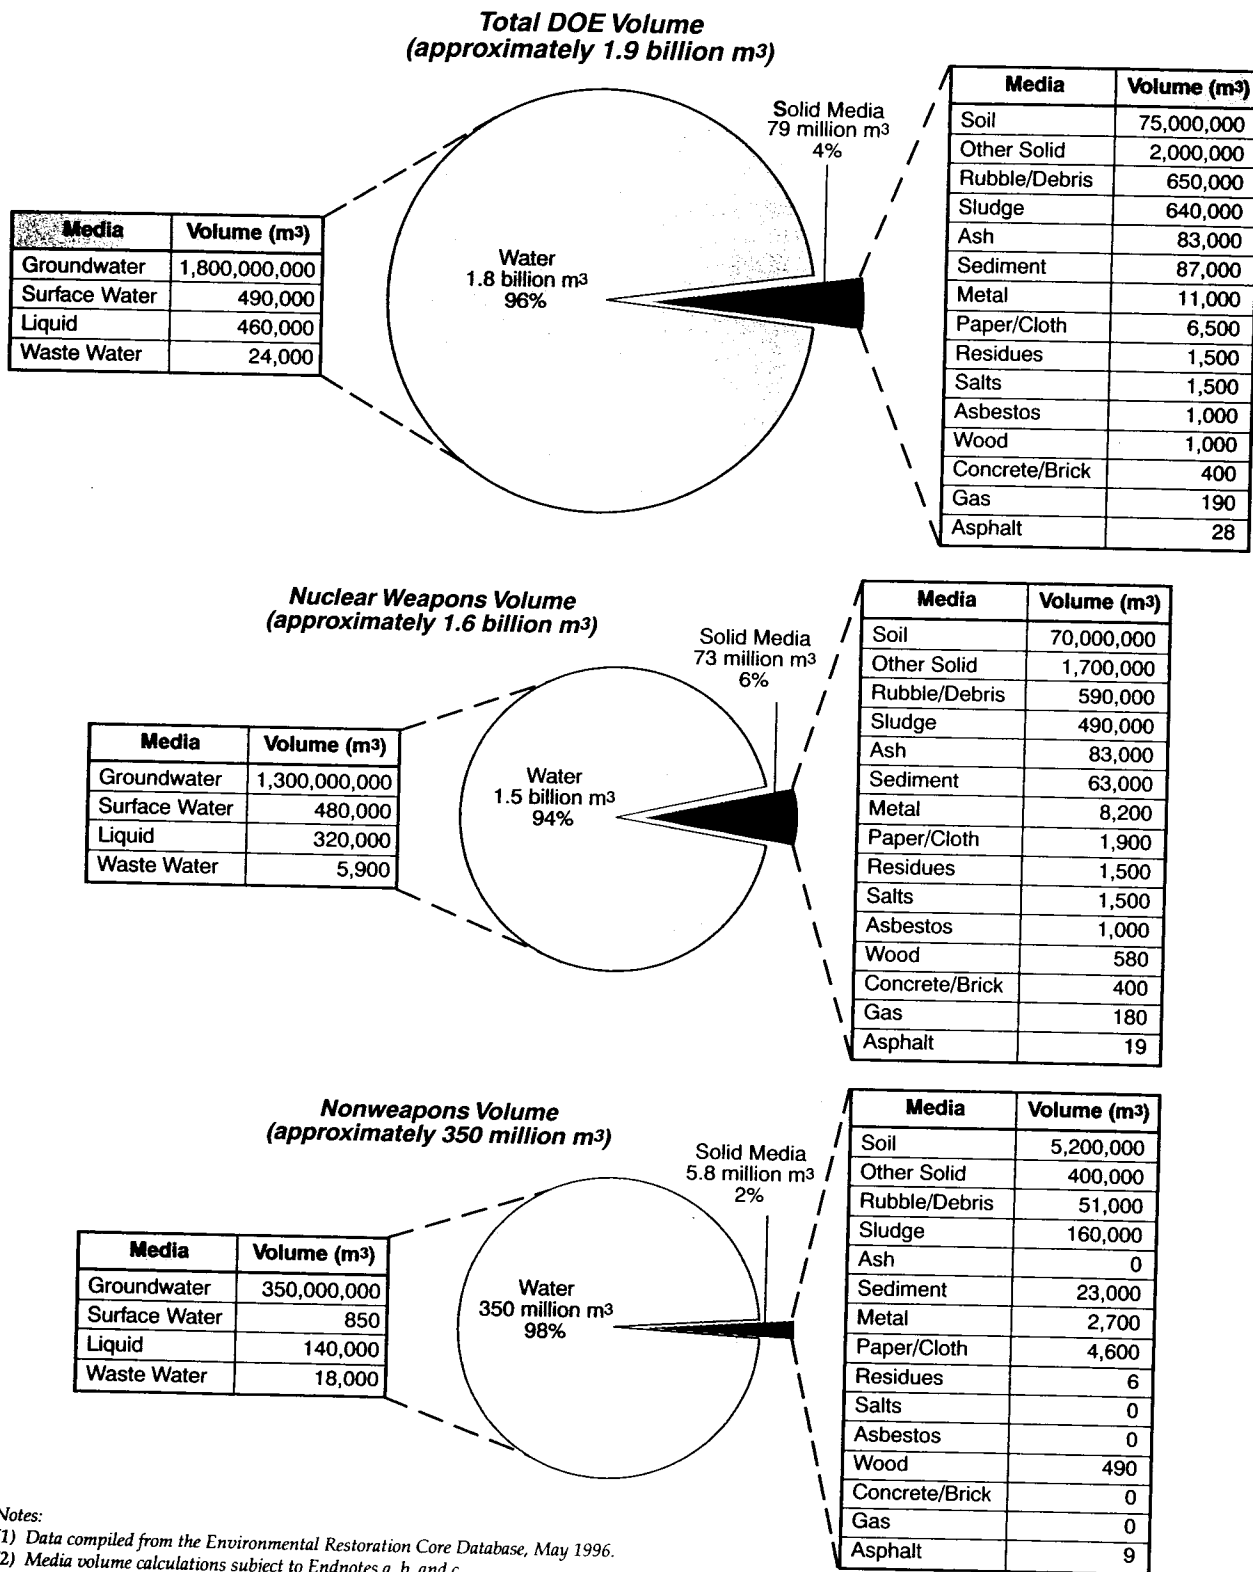 Total DOE Volume
(approximately 1.9 billion m³)
Solid Media
79 million m³
4%
Water
1.8 billion m³
96%
Media Volume (m³)
Groundwater 1,800,000,000
Surface Water 490,000
Liquid 460,000
Waste Water 24,000
Media Volume (m³)
Soil 75,000,000
Other Solid 2,000,000
Rubble/Debris 650,000
Sludge 640,000
Ash 83,000
Sediment 87,000
Metal 11,000
Paper/Cloth 6,500
Residues 1,500
Salts 1,500
Asbestos 1,000
Wood 1,000
Concrete/Brick 400
Gas 190
Asphalt 28
Nuclear Weapons Volume
(approximately 1.6 billion m³)
Solid Media
73 million m³
6%
Water
1.5 billion m³
94%
Media Volume (m³)
Groundwater 1,300,000,000
Surface Water 480,000
Liquid 320,000
Waste Water 5,900
Media Volume (m³)
Soil 70,000,000
Other Solid 1,700,000
Rubble/Debris 590,000
Sludge 490,000
Ash 83,000
Sediment 63,000
Metal 8,200
Paper/Cloth 1,900
Residues 1,500
Salts 1,500
Asbestos 1,000
Wood 580
Concrete/Brick 400
Gas 180
Asphalt 19
Nonweapons Volume
(approximately 350 million m³)
Solid Media
5.8 million m³
2%
Water
350 million m³
98%
Media Volume (m³)
Groundwater 350,000,000
Surface Water 850
Liquid 140,000
Waste Water 18,000
Media Volume (m³)
Soil 5,200,000
Other Solid 400,000
Rubble/Debris 51,000
Sludge 160,000
Ash 0
Sediment 23,000
Metal 2,700
Paper/Cloth 4,600
Residues 6
Salts 0
Asbestos 0
Wood 490
Concrete/Brick 0
Gas 0
Asphalt 9
Notes:
1) Data compiled from the Environmental Restoration Core Database, May 1996.
2) Media volume calculations subject to Endnotes a, b, and c.